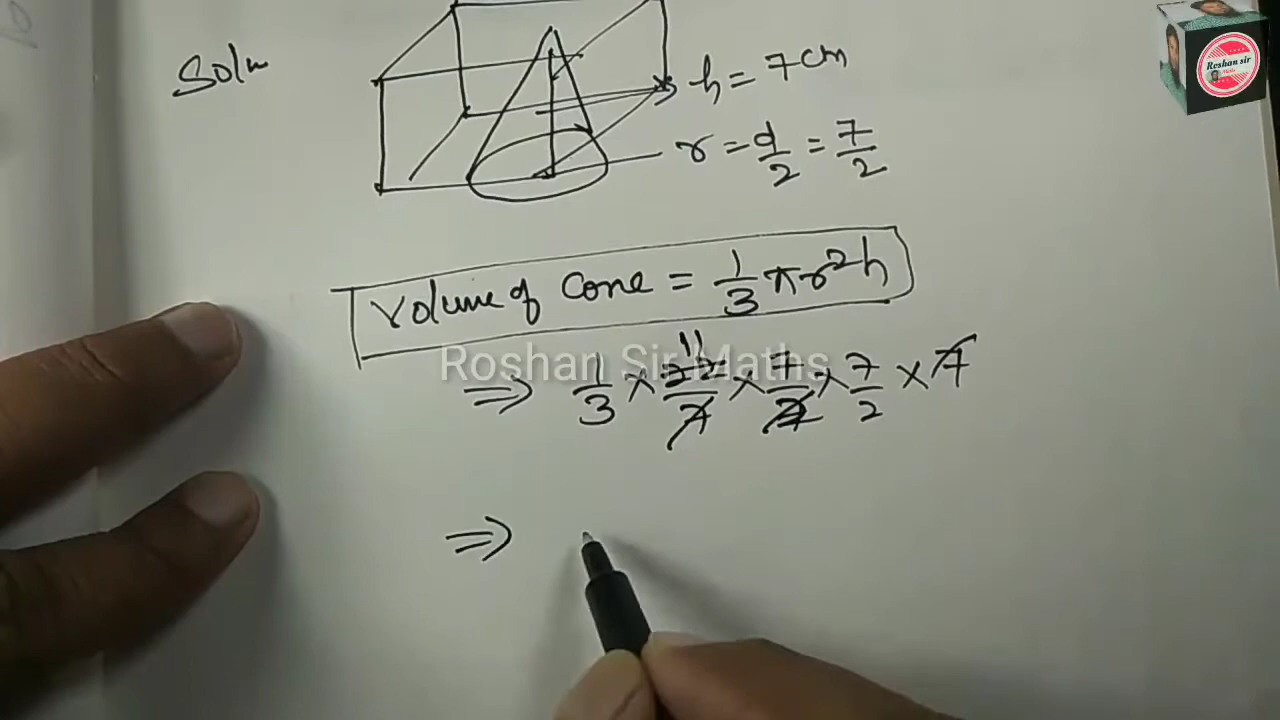 Soln
h = 7 cm
r = d/2 = 7/2
Volume of Cone = 1/3 πr²h
⇒ 1/3 × 22/7 × 7/2 × 7/2 × 7
11
⇒
Roshan Sir Maths
Roshan sir